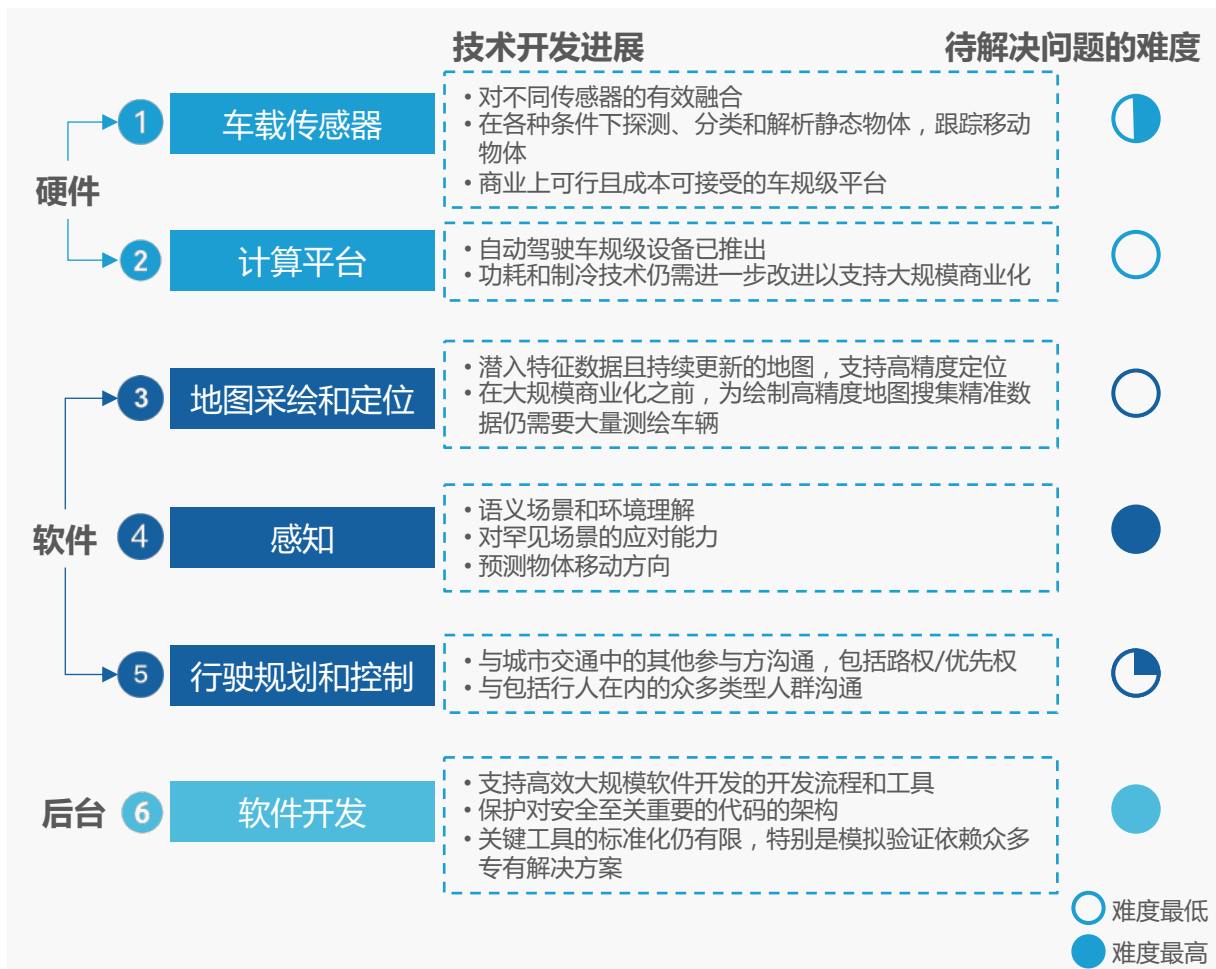 技术开发进展
待解决问题的难度
硬件
1
车载传感器
• 对不同传感器的有效融合
• 在各种条件下探测、分类和解析静态物体，跟踪移动
物体
• 商业上可行且成本可接受的车规级平台
2
计算平台
• 自动驾驶车规级设备已推出
• 功耗和制冷技术仍需进一步改进以支持大规模商业化
软件
3
地图采绘和定位
• 潜入特征数据且持续更新的地图，支持高精度定位
• 在大规模商业化之前，为绘制高精度地图搜集精准数
据仍需要大量测绘车辆
4
感知
• 语义场景和环境理解
• 对罕见场景的应对能力
• 预测物体移动方向
5
行驶规划和控制
• 与城市交通中的其他参与方沟通，包括路权/优先权
• 与包括行人在内的众多类型人群沟通
后台
6
软件开发
• 支持高效大规模软件开发的开发流程和工具
• 保护对安全至关重要的代码的架构
• 关键工具的标准化仍有限，特别是模拟验证依赖众多
专有解决方案
难度最低
难度最高